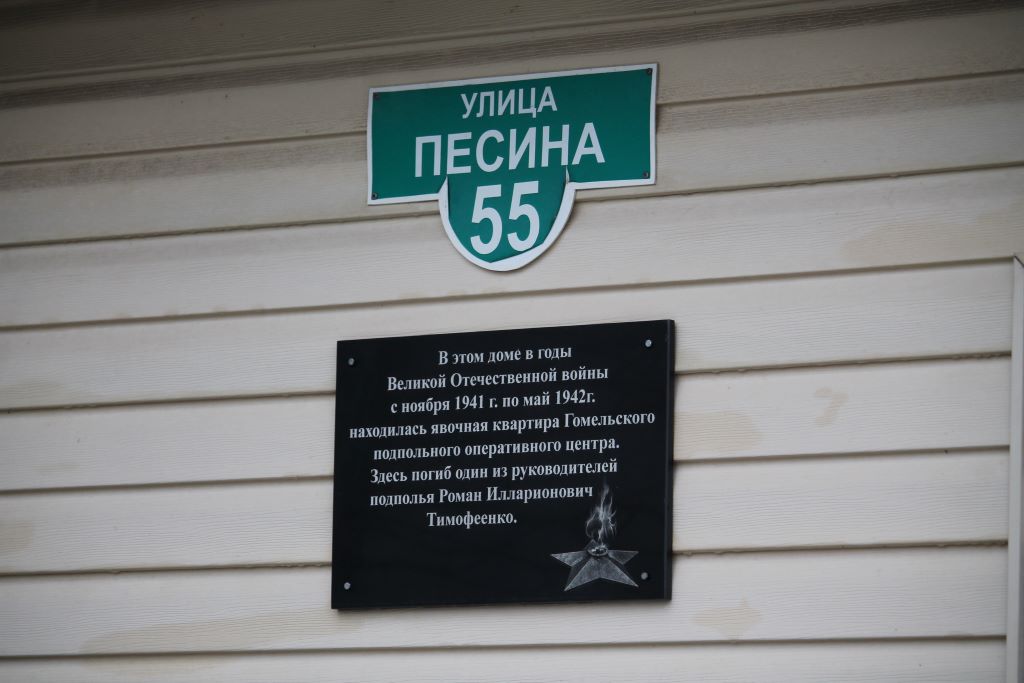 УЛИЦА
ПЕСИНА
55
В этом доме в годы
Великой Отечественной войны
с ноября 1941 г. по май 1942г.
находилась явочная квартира Гомельского
подпольного оперативного центра.
Здесь погиб один из руководителей
подполья Роман Илларионович
Тимофеенко.